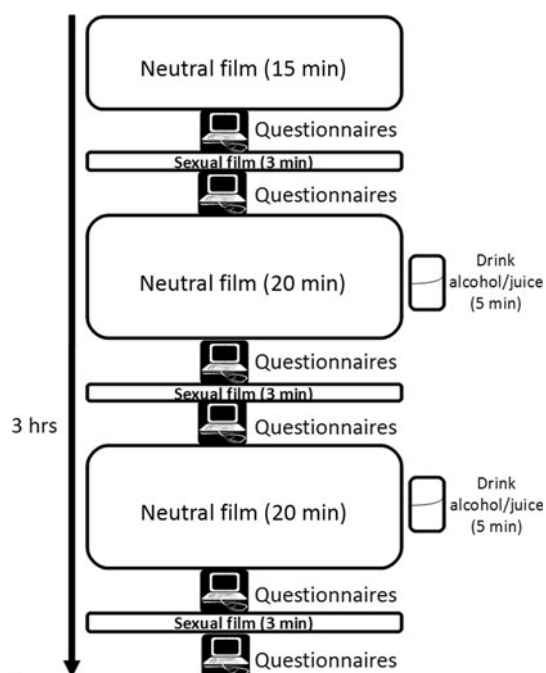 Neutral film (15 min)
Questionnaires
Sexual film (3 min)
Questionnaires
Neutral film (20 min)
Drink
alcohol/juice
(5 min)
Questionnaires
Sexual film (3 min)
3 hrs
Questionnaires
Neutral film (20 min)
Drink
alcohol/juice
(5 min)
Questionnaires
Sexual film (3 min)
Questionnaires